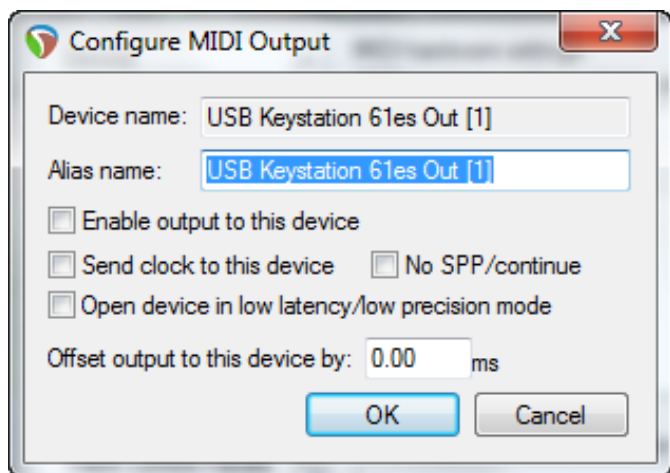 Configure MIDI Output
Device name: USB Keystation 61es Out [1]
Alias name: USB Keystation 61es Out [1]
Enable output to this device
Send clock to this device No SPP/continue
Open device in low latency/low precision mode
Offset output to this device by: 0.00 ms
OK Cancel